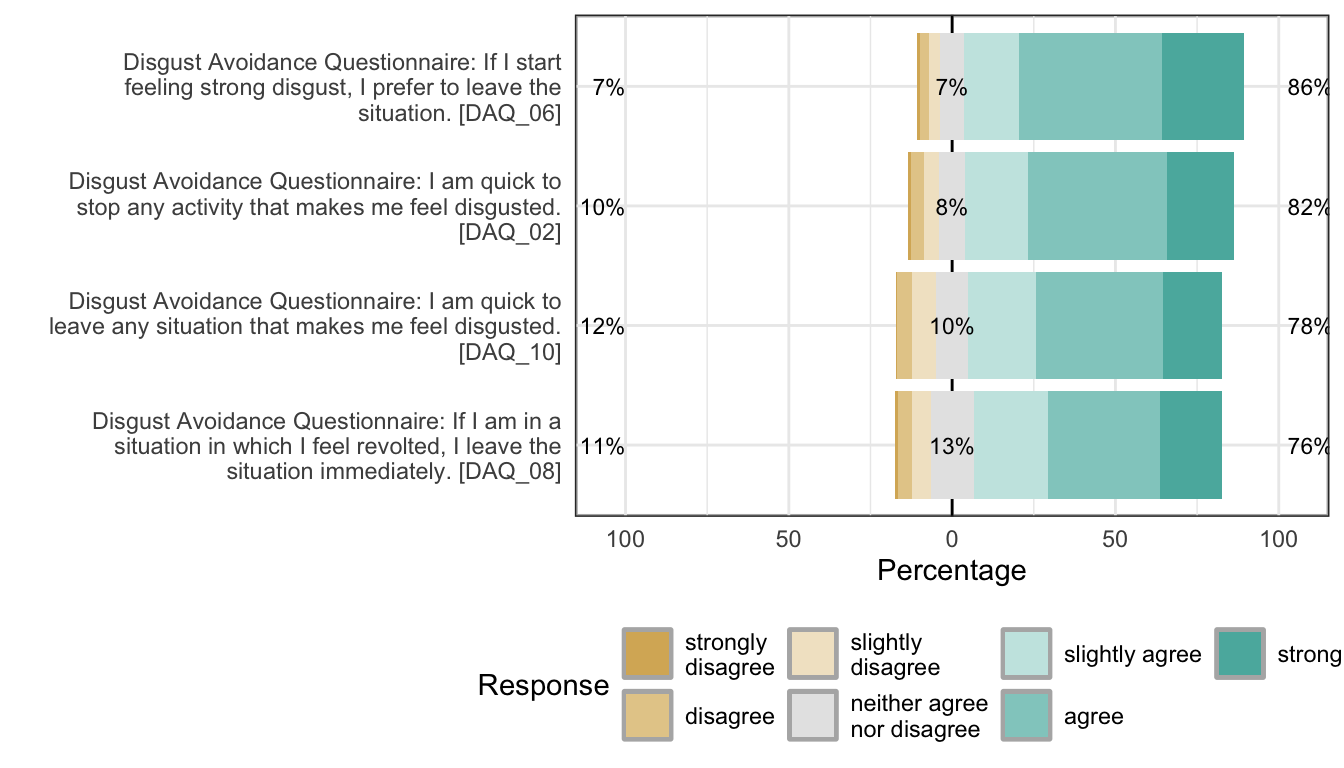 Disgust Avoidance Questionnaire: If I start
feeling strong disgust, I prefer to leave the
situation. [DAQ_06]
7%
7%
86%
Disgust Avoidance Questionnaire: I am quick to
stop any activity that makes me feel disgusted.
[DAQ_02]
10%
8%
82%
Disgust Avoidance Questionnaire: I am quick to
leave any situation that makes me feel disgusted.
[DAQ_10]
12%
10%
78%
Disgust Avoidance Questionnaire: If I am in a
situation in which I feel revolted, I leave the
situation immediately. [DAQ_08]
11%
13%
76%
100
50
0
50
100
Percentage
Response
strongly
disagree
disagree
slightly
disagree
neither agree
nor disagree
slightly agree
agree
strong